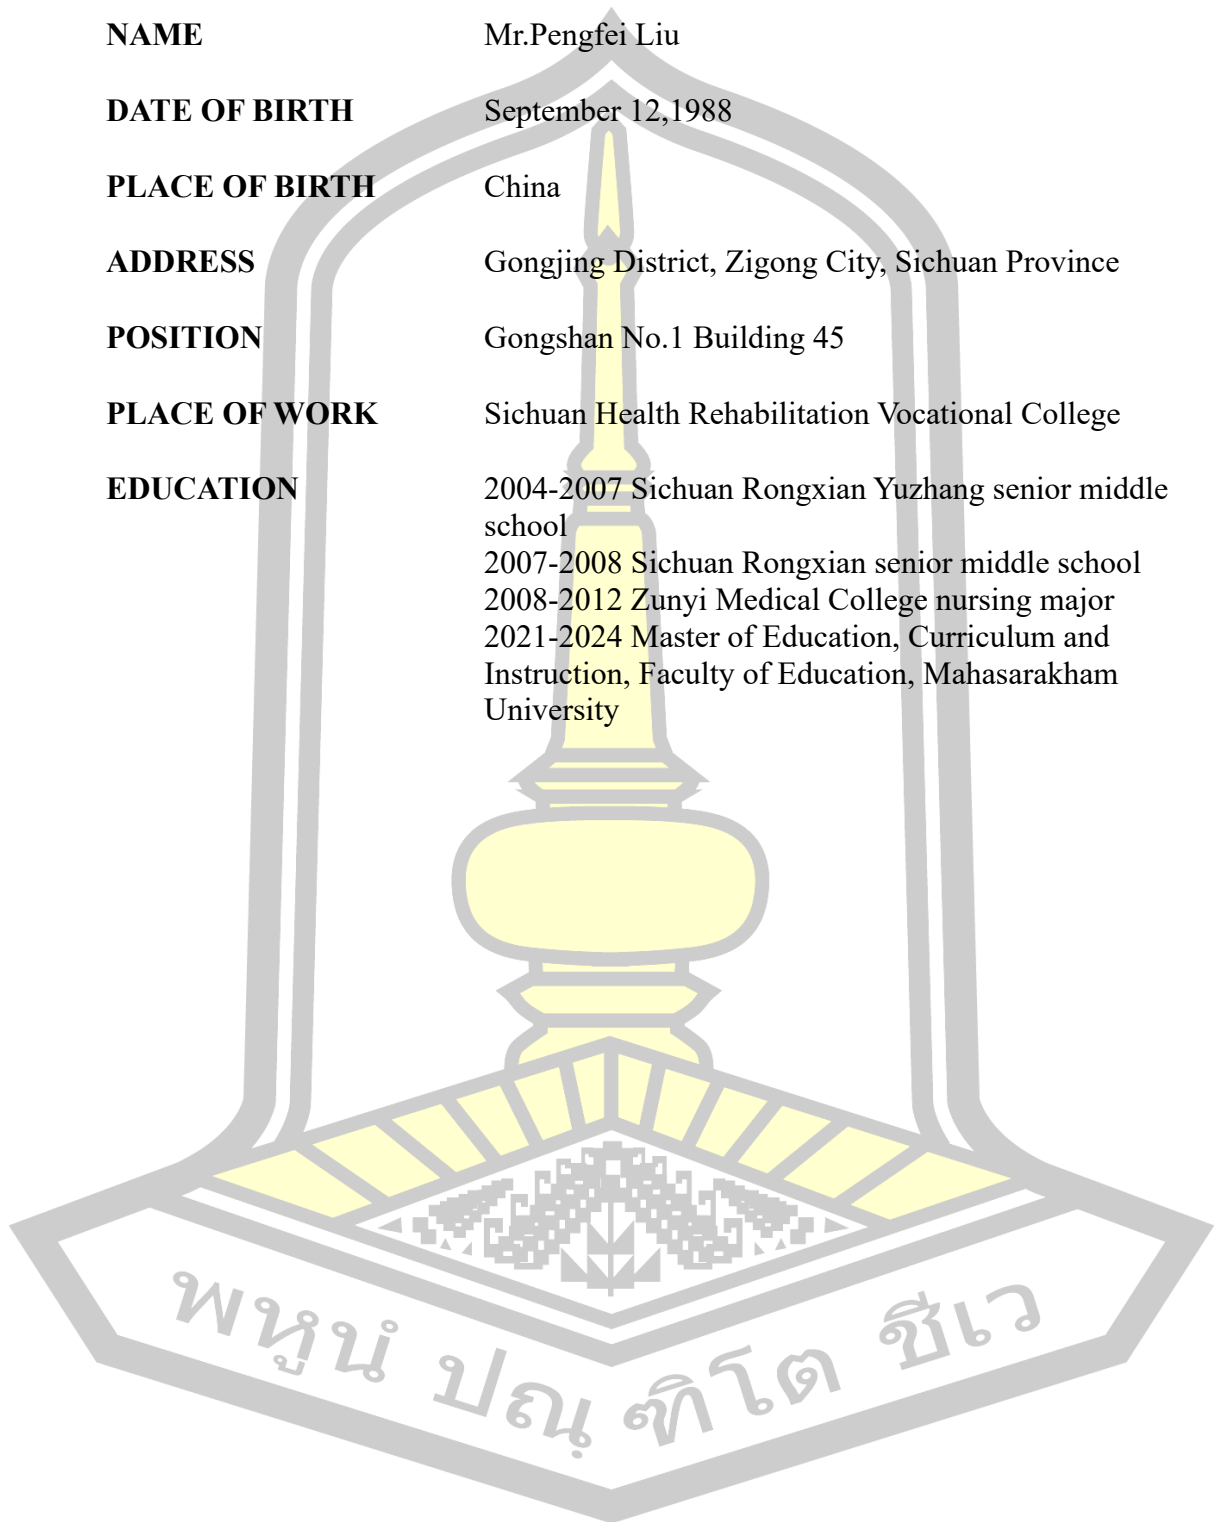 NAME Mr.Pengfei Liu
DATE OF BIRTH September 12,1988
PLACE OF BIRTH China
ADDRESS Gongjing District, Zigong City, Sichuan Province
POSITION Gongshan No.1 Building 45
PLACE OF WORK Sichuan Health Rehabilitation Vocational College
EDUCATION 2004-2007 Sichuan Rongxian Yuzhang senior middle
school
2007-2008 Sichuan Rongxian senior middle school
2008-2012 Zunyi Medical College nursing major
2021-2024 Master of Education, Curriculum and
Instruction, Faculty of Education, Mahasarakham
University
พหูนํ ปณฺ ฑิโต ชีเว